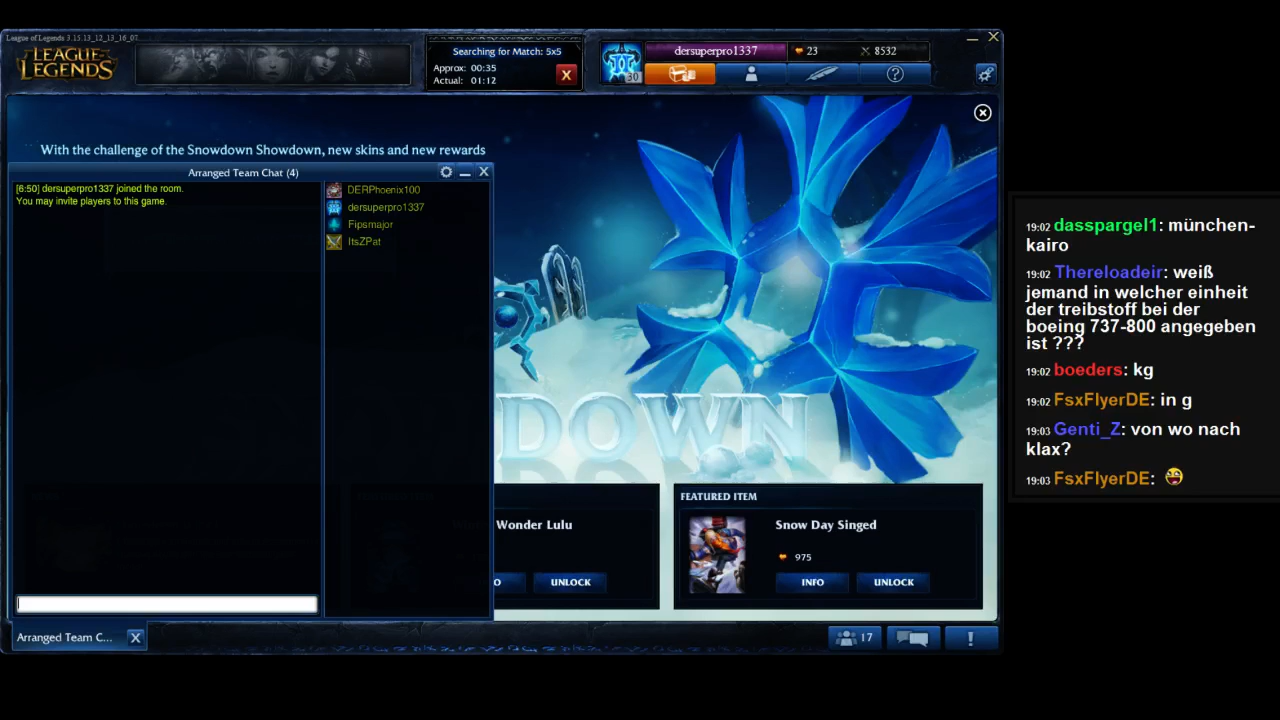 League of Legends 3.15.13_12_13_16_07
LEAGUE OF
LEGENDS
Searching for Match: 5x5
Approx: 00:35
Actual: 01:12
X
30
dersuperpro1337
23
8532
?
With the challenge of the Snowdown Showdown, new skins and new rewards
Arranged Team Chat (4)
[6:50] dersuperpro1337 joined the room.
You may invite players to this game.
DERPhoenix100
dersuperpro1337
Fipsmajor
ItsZPat
DOWN
Wonder Lulu
UNLOCK
FEATURED ITEM
Snow Day Singed
975
INFO
UNLOCK
Arranged Team C...
X
17
!
19:02 dasspargel1: münchen-
kairo
19:02 Thereloadeir: weiß
jemand in welcher einheit
der treibstoff bei der
boeing 737-800 angegeben
ist ???
19:02 boeders: kg
19:02 FsxFlyerDE: in g
19:03 Genti_Z: von wo nach
klax?
19:03 FsxFlyerDE: